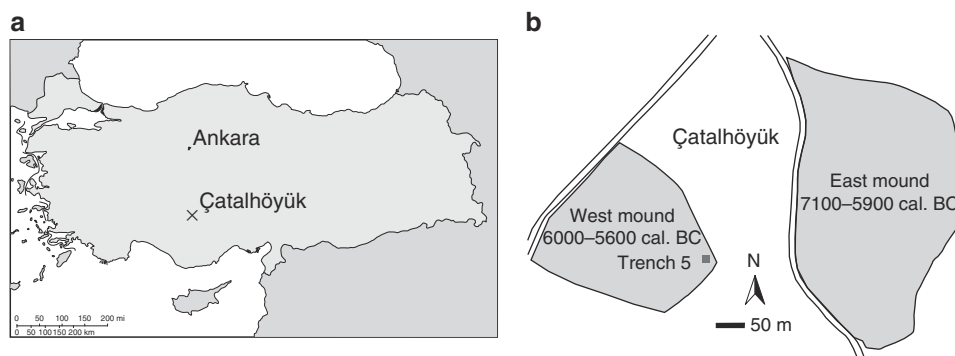 a
Ankara
Çatalhöyük
0 50 100 150 200 mi
0 50 100 150 200 km
b
Çatalhöyük
East mound
7100–5900 cal. BC
West mound
6000–5600 cal. BC
Trench 5
N
50 m